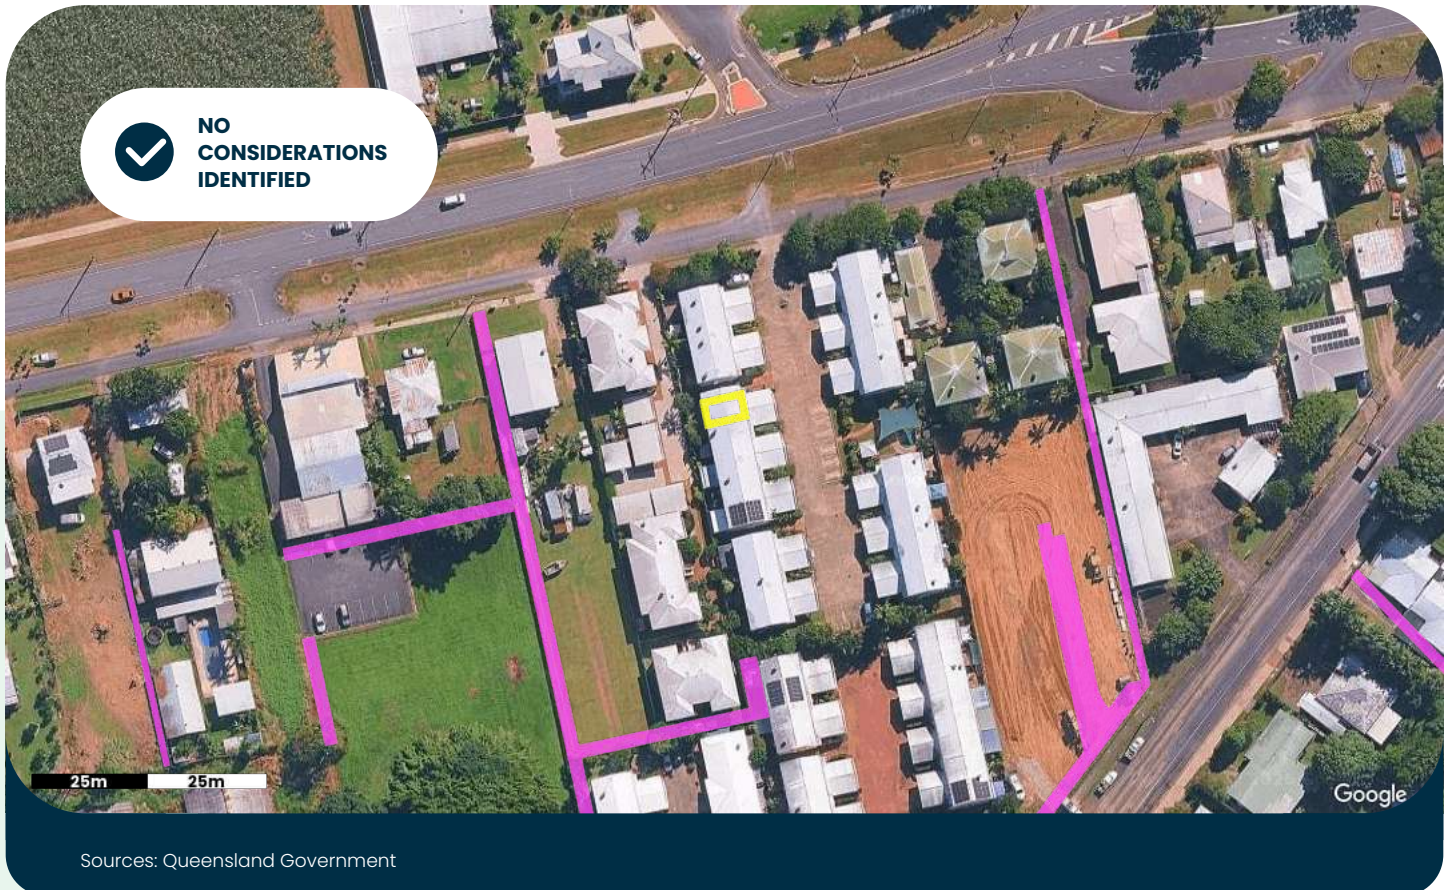 NO
CONSIDERATIONS
IDENTIFIED
25m 25m
Google
Sources: Queensland Government